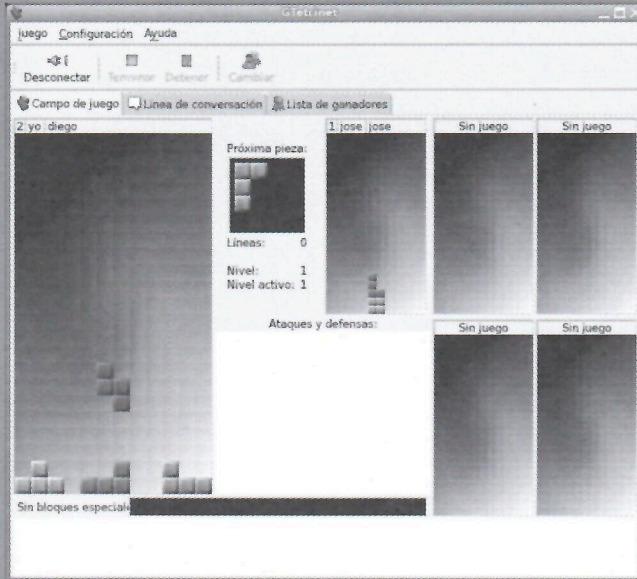 GTetrinet
Juego Configuración Ayuda
Desconectar Terminar Detener Cambiar
Campo de juego Línea de conversación Lista de ganadores
2 yo diego
Próxima pieza:
Líneas: 0
Nivel: 1
Nivel activo: 1
1 jose jose
Sin juego
Sin juego
Ataques y defensas:
Sin juego
Sin juego
Sin bloques especiale